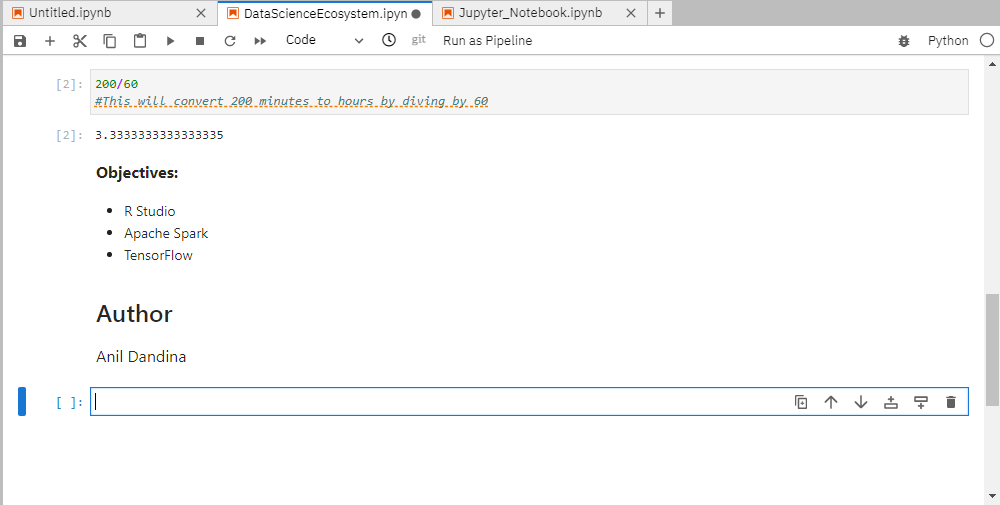 Untitled.ipynb
DataScienceEcosystem.ipyn
Jupyter_Notebook.ipynb
Code
git
Run as Pipeline
Python
[2]:
200/60
#This will convert 200 minutes to hours by diving by 60
[2]:
3.3333333333333335
Objectives:
R Studio
Apache Spark
TensorFlow
Author
Anil Dandina
[ ]: